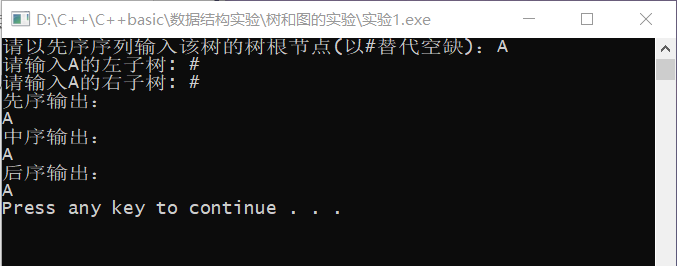 D:\C++\C++basic\数据结构实验\树和图的实验\实验1.exe
请以先序序列输入该树的树根节点(以#替代空缺): A
请输入A的左子树: #
请输入A的右子树: #
先序输出:
A
中序输出:
A
后序输出:
A
Press any key to continue . . .